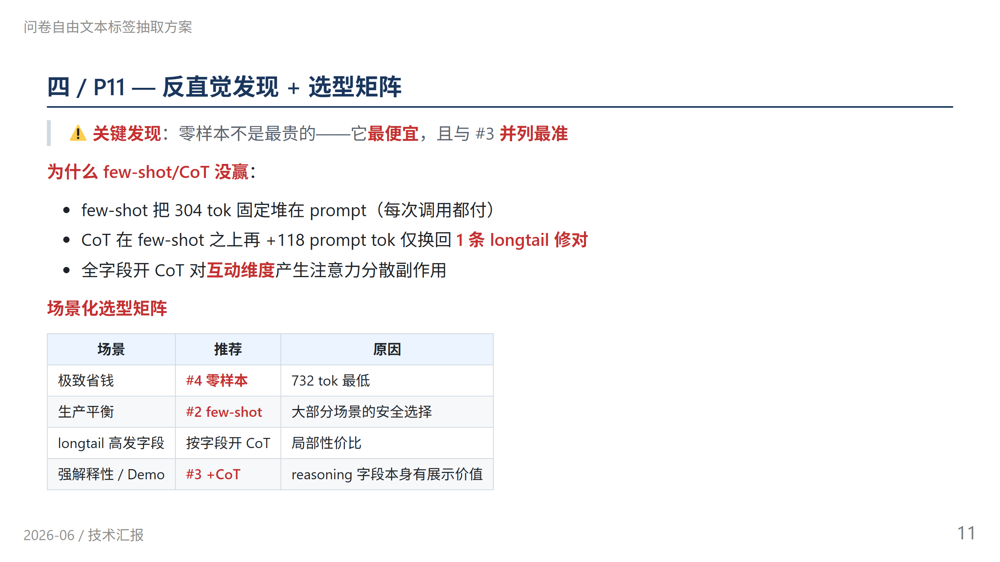 问卷自由文本标签抽取方案
四 / P11 — 反直觉发现 + 选型矩阵
⚠️ 关键发现：零样本不是最贵的——它最便宜，且与 #3 并列最准
为什么 few-shot/CoT 没赢：
• few-shot 把 304 tok 固定堆在 prompt（每次调用都付）
• CoT 在 few-shot 之上再 +118 prompt tok 仅换回 1 条 longtail 修对
• 全字段开 CoT 对互动维度产生注意力分散副作用
场景化选型矩阵
场景 推荐 原因
极致省钱 #4 零样本 732 tok 最低
生产平衡 #2 few-shot 大部分场景的安全选择
longtail 高发字段 按字段开 CoT 局部性价比
强解释性 / Demo #3 +CoT reasoning 字段本身有展示价值
2026-06 / 技术汇报
11